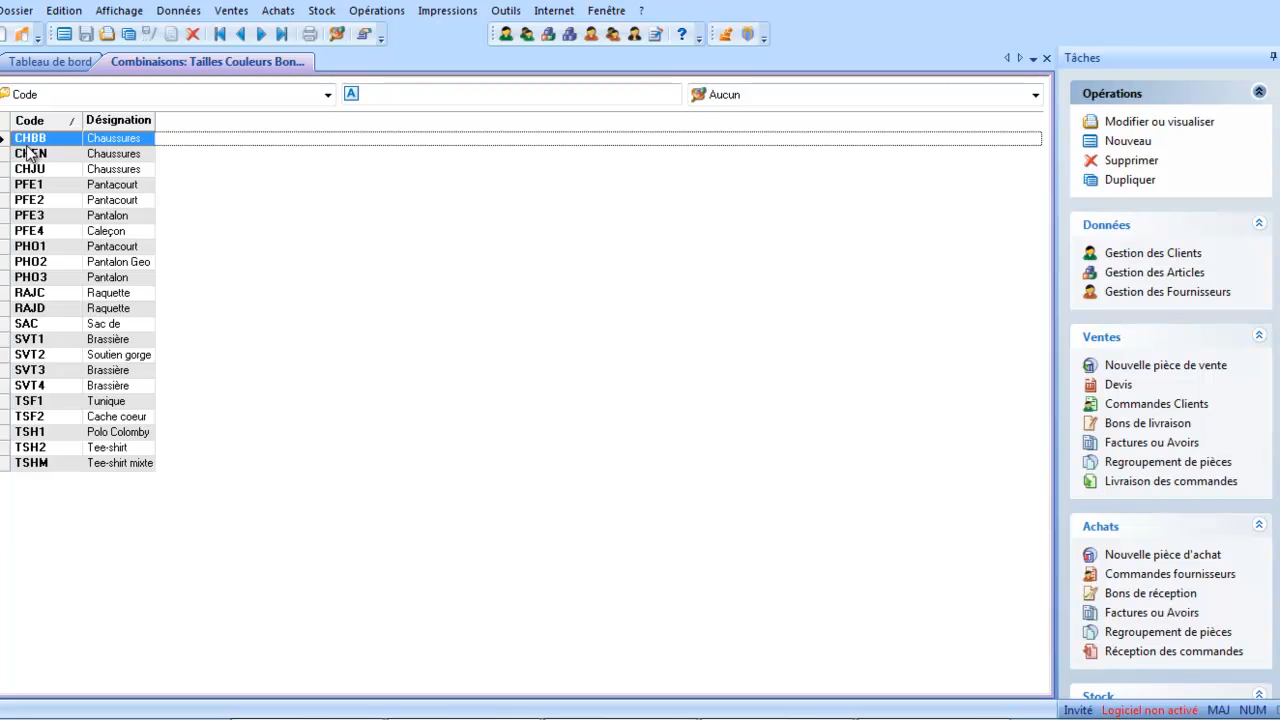 Dossier Edition Affichage Données Ventes Achats Stock Opérations Impressions Outils Internet Fenêtre ?
Tableau de bord Combinaisons: Tailles Couleurs Bon...
Code A Aucun
Code / Désignation
CHBB Chaussures
Chaussures
CHJU Chaussures
PFE1 Pantacourt
PFE2 Pantacourt
PFE3 Pantalon
PFE4 Caleçon
PHO1 Pantacourt
PHO2 Pantalon Geo
PHO3 Pantalon
RAJC Raquette
RAJD Raquette
SAC Sac de
SVT1 Brassière
SVT2 Soutien gorge
SVT3 Brassière
SVT4 Brassière
TSF1 Tunique
TSF2 Cache coeur
TSH1 Polo Colomby
TSH2 Tee-shirt
TSHM Tee-shirt mixte
Tâches
Opérations
Modifier ou visualiser
Nouveau
Supprimer
Dupliquer
Données
Gestion des Clients
Gestion des Articles
Gestion des Fournisseurs
Ventes
Nouvelle pièce de vente
Devis
Commandes Clients
Bons de livraison
Factures ou Avoirs
Regroupement de pièces
Livraison des commandes
Achats
Nouvelle pièce d'achat
Commandes fournisseurs
Bons de réception
Factures ou Avoirs
Regroupement de pièces
Réception des commandes
Stock
Invité Logiciel non activé MAJ NUM